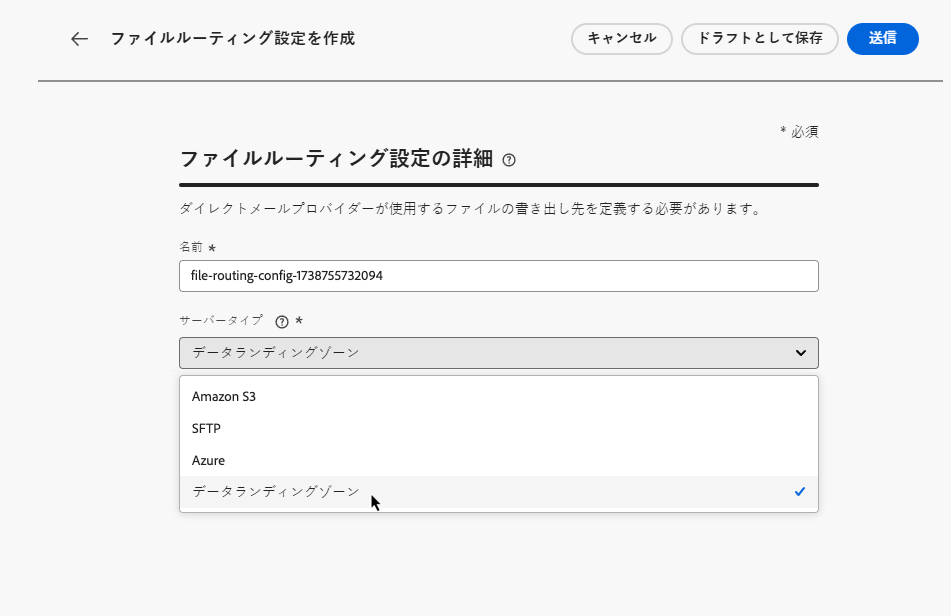 ファイルルーティング設定を作成
キャンセル
ドラフトとして保存
送信
* 必須
ファイルルーティング設定の詳細
ダイレクトメールプロバイダーが使用するファイルの書き出し先を定義する必要があります。
名前 *
file-routing-config-1738755732094
サーバータイプ *
データランディングゾーン
Amazon S3
SFTP
Azure
データランディングゾーン